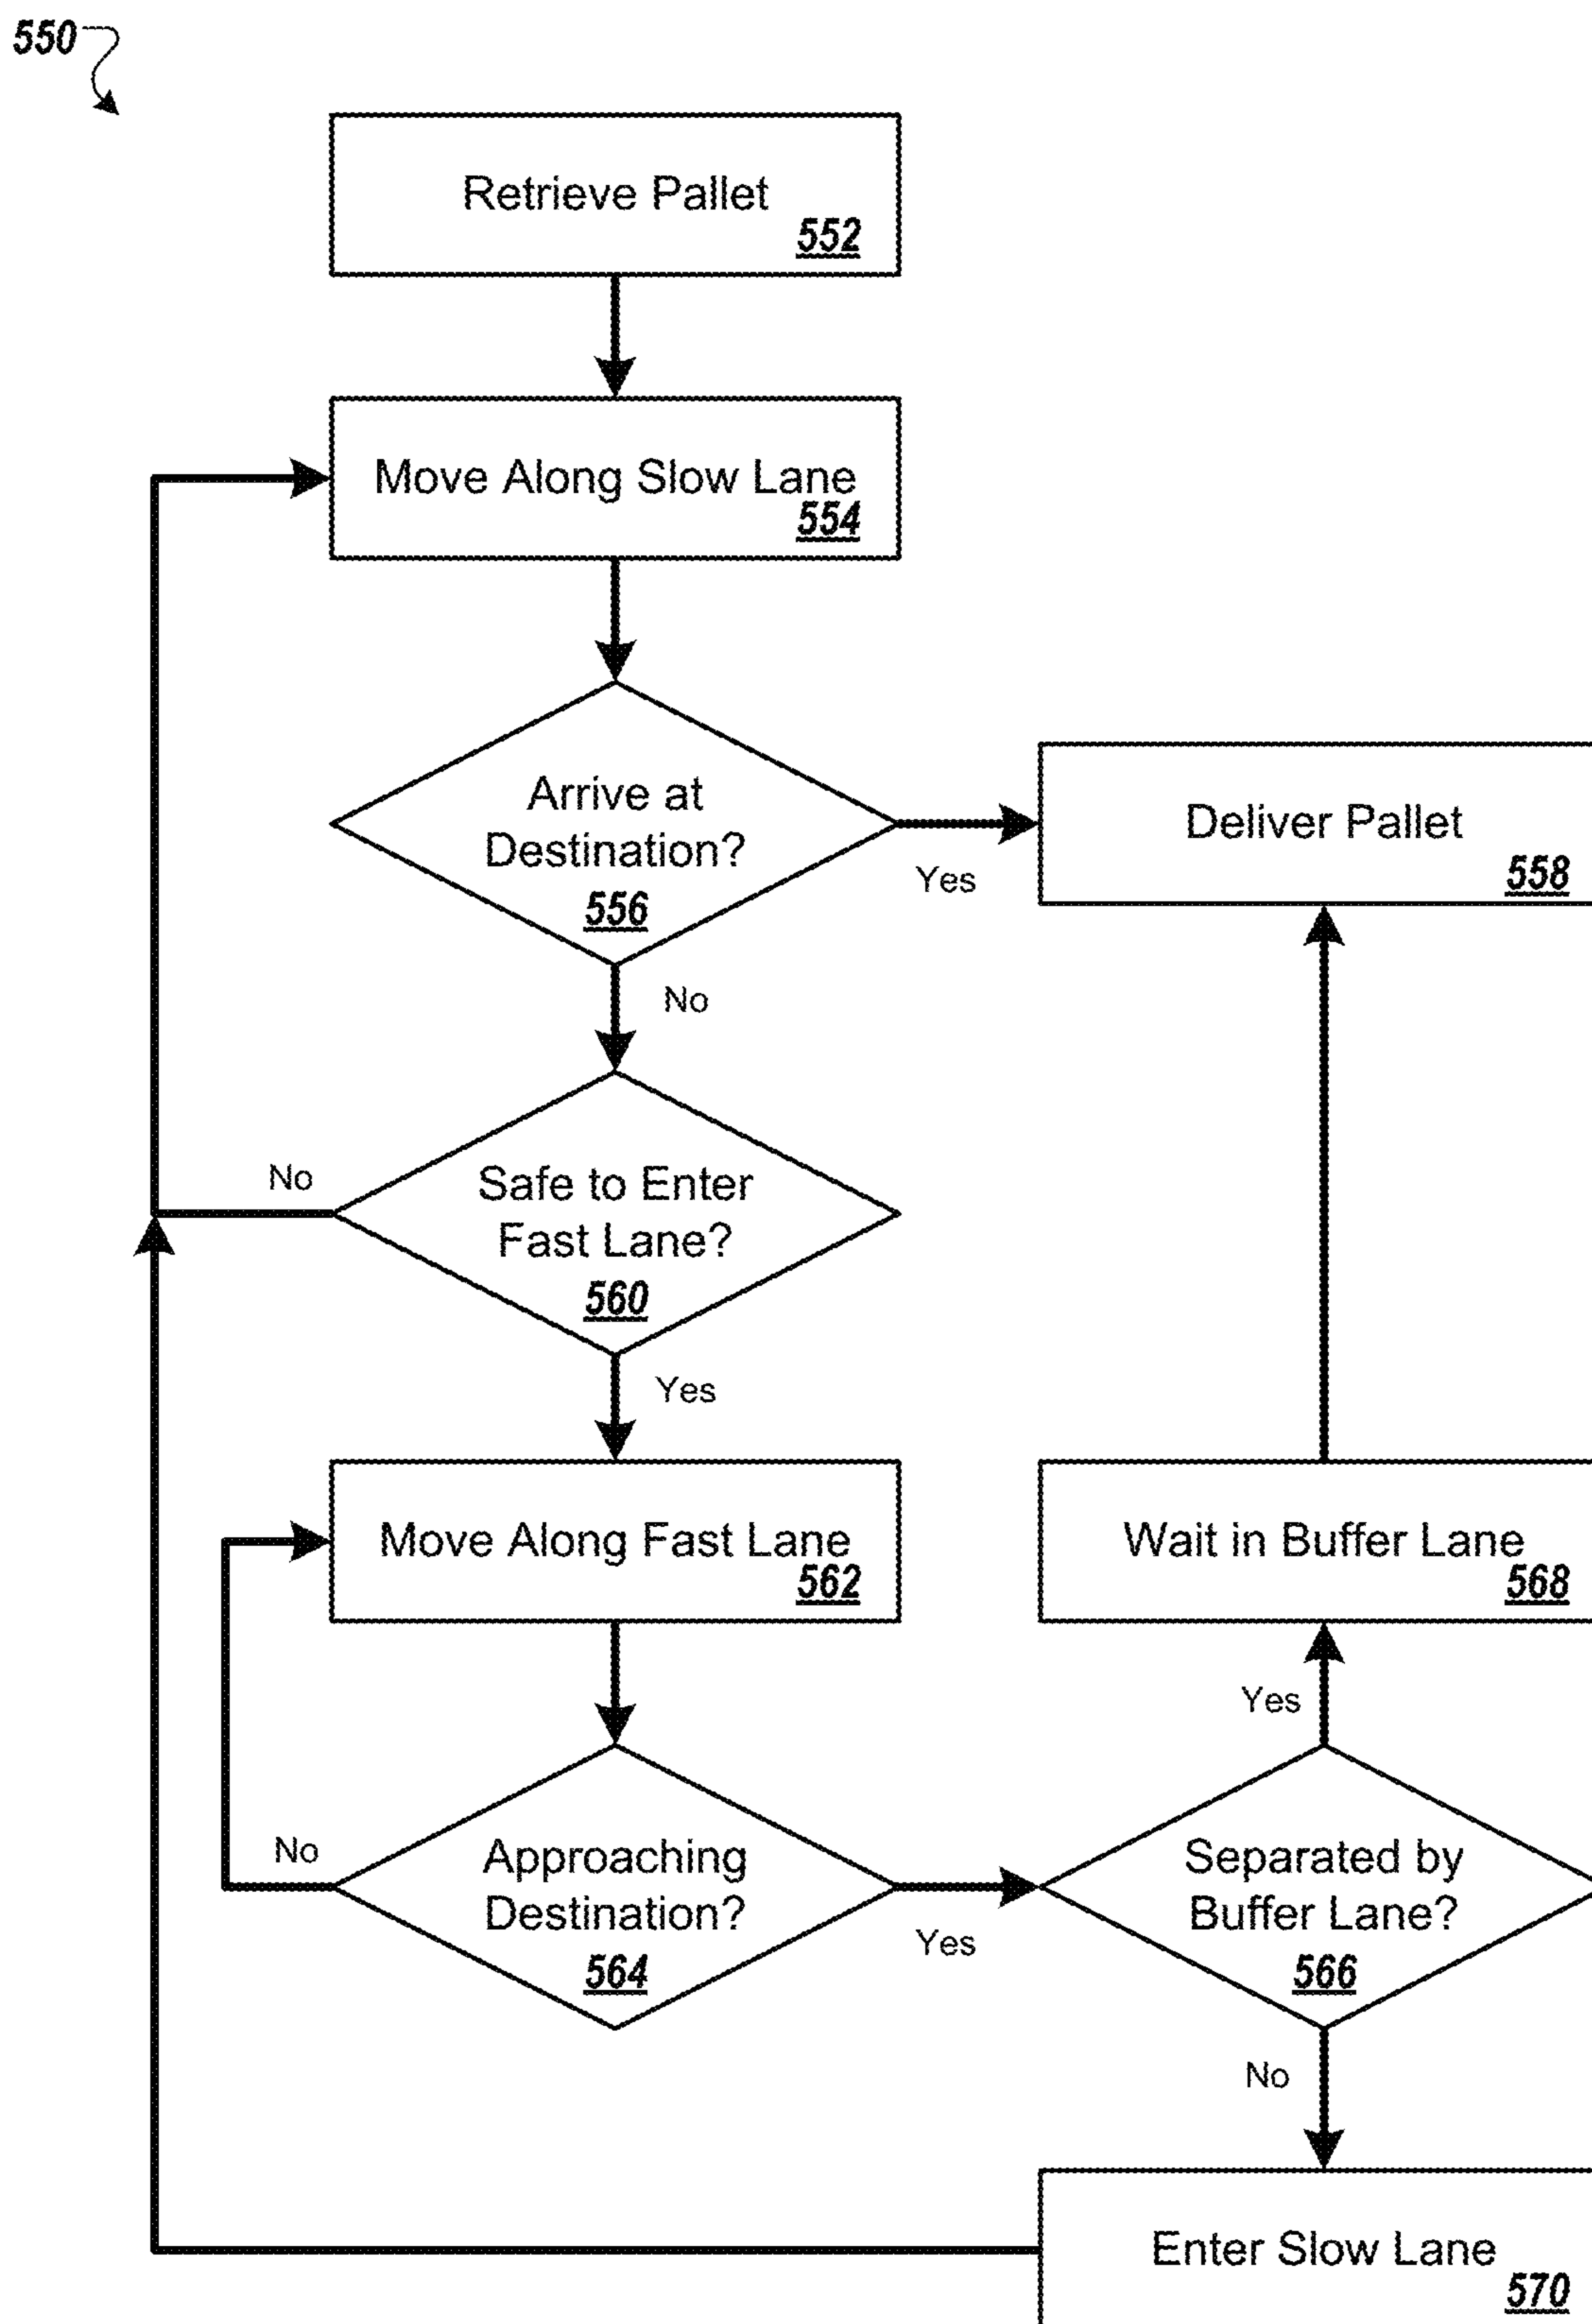 550
Retrieve Pallet
552
Move Along Slow Lane
554
Arrive at
Destination?
556
Yes
Deliver Pallet
558
No
Safe to Enter
Fast Lane?
560
No
Yes
Move Along Fast Lane
562
Wait in Buffer Lane
568
Yes
Approaching
Destination?
564
No
Yes
Separated by
Buffer Lane?
566
No
Enter Slow Lane
570